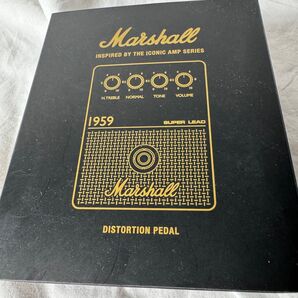 Marshall
INSPIRED BY THE ICONIC AMP SERIES
H.TREBLE NORMAL TONE VOLUME
1959 SUPER LEAD
Marshall
DISTORTION PEDAL